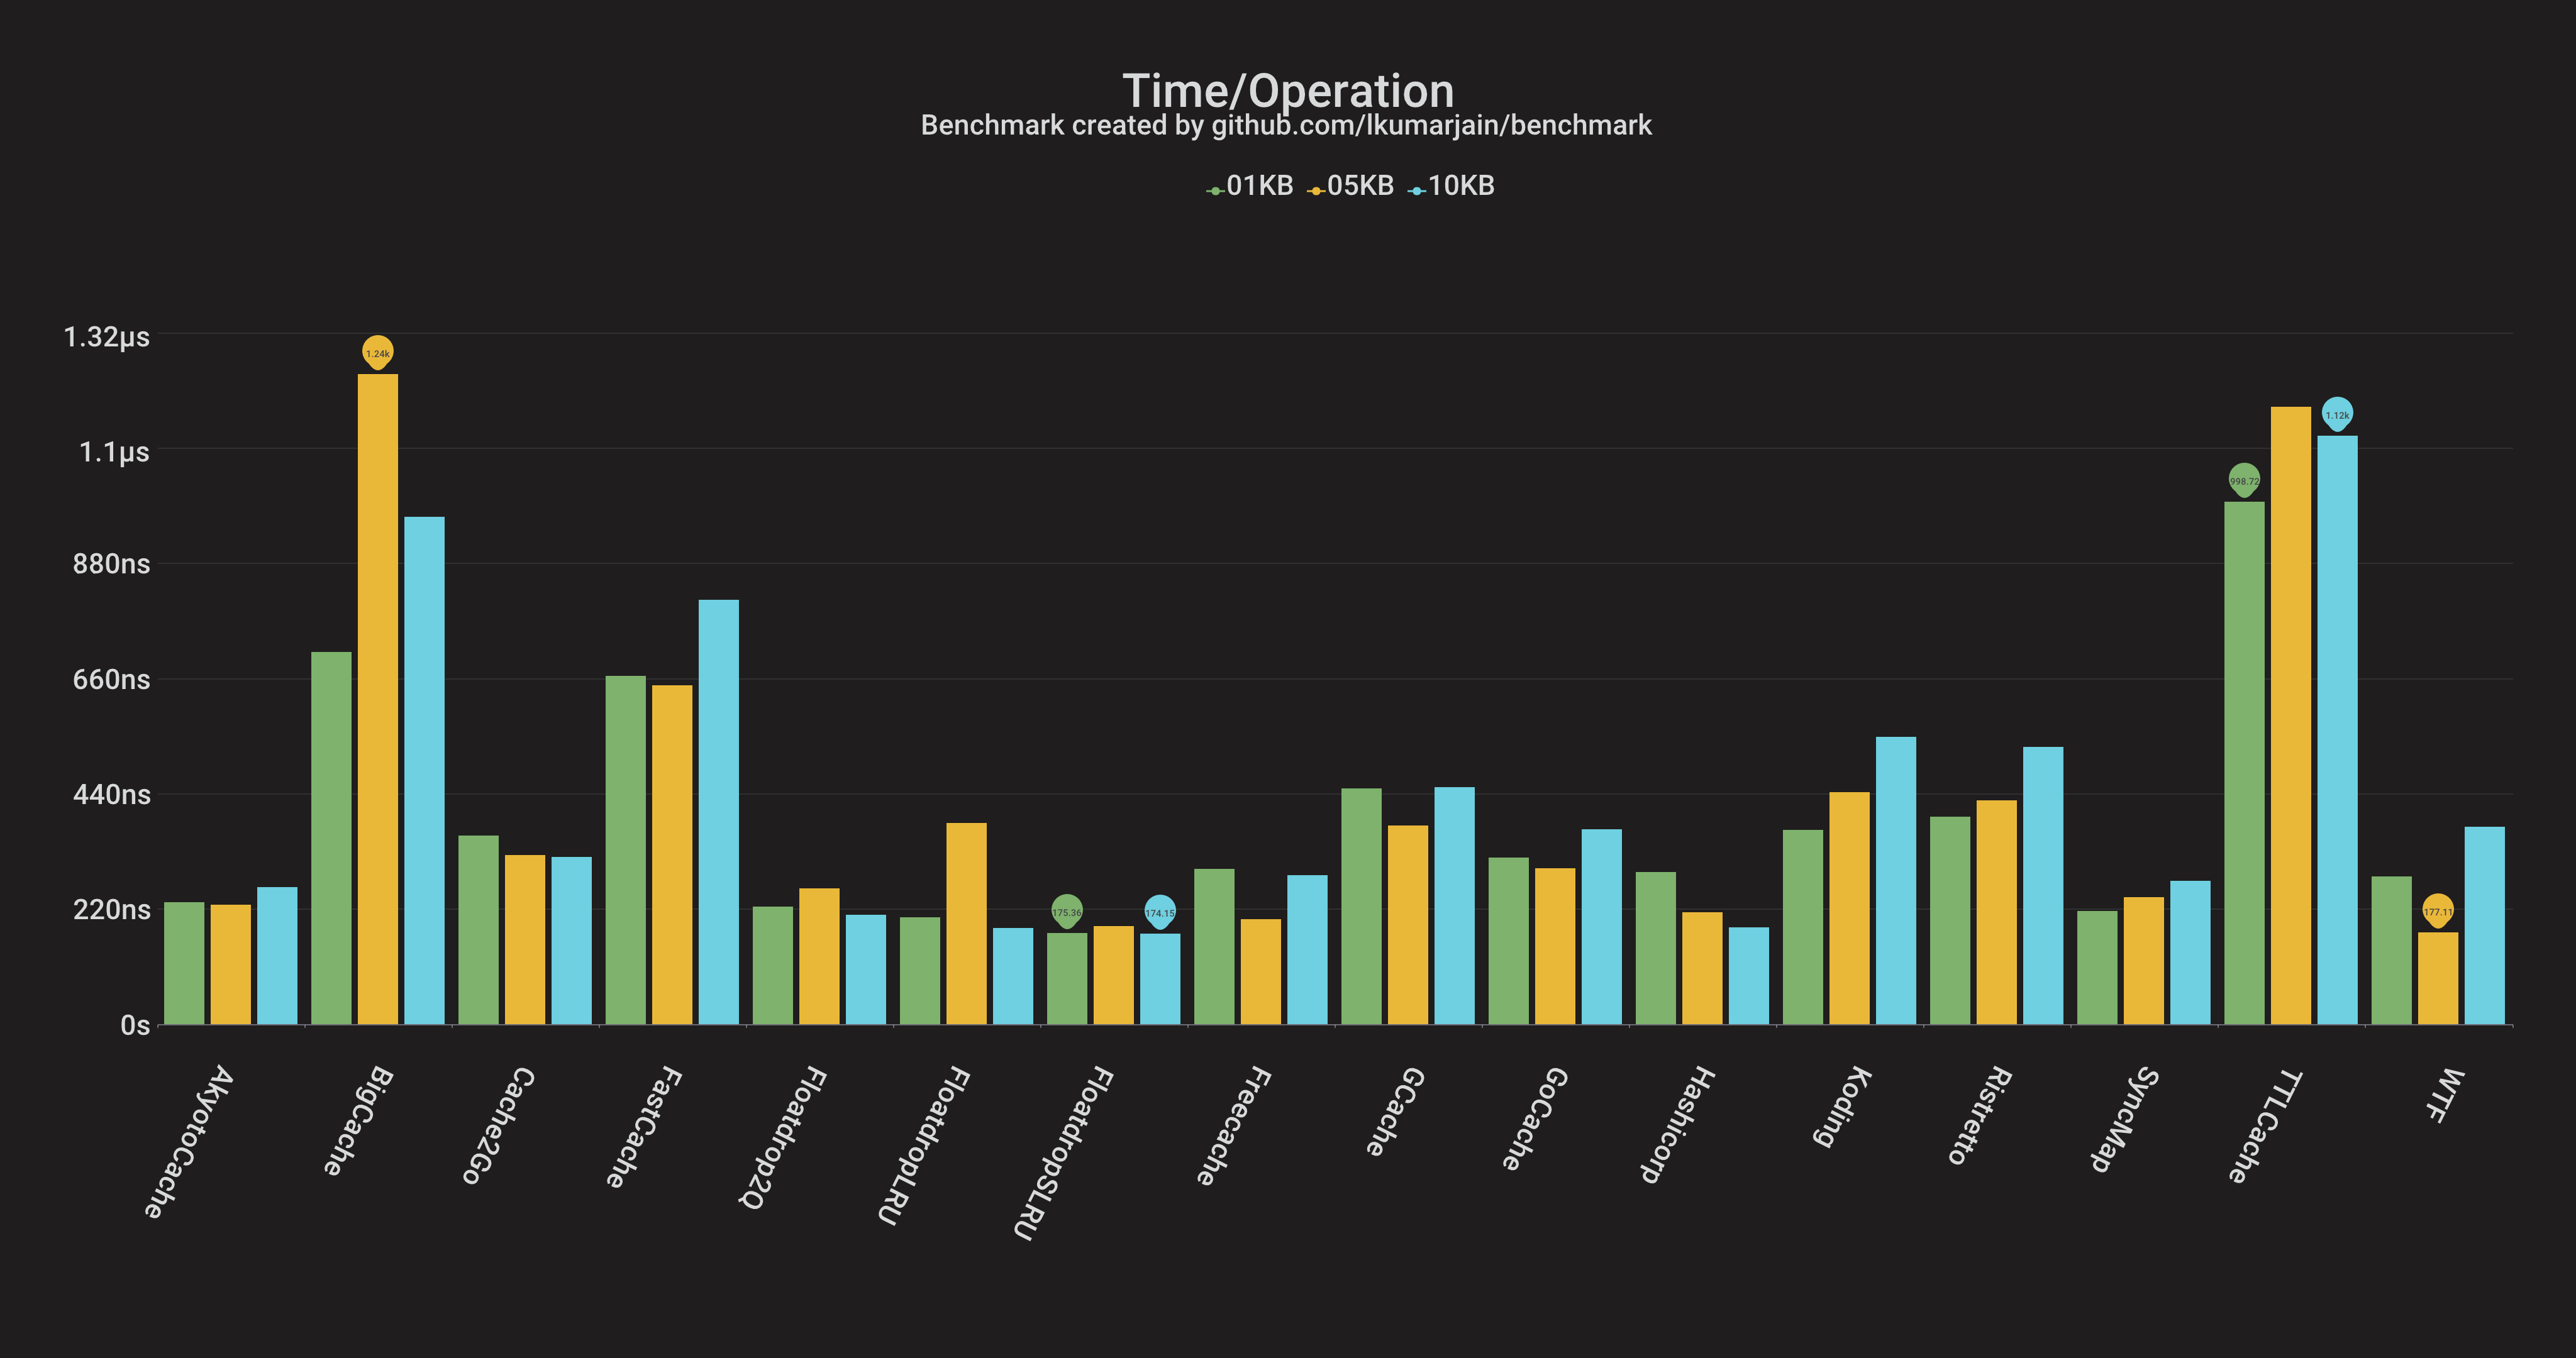 Time/Operation
Benchmark created by github.com/lkumarjain/benchmark
01KB 05KB 10KB
1.32µs
1.24k
1.12k
1.1µs
998.72
880ns
660ns
440ns
220ns
175.36 174.15 177.11
0s
AkyotoCache BigCache Cache2Go FastCache Floatdrop2Q FloatdropLRU FloatdropSLRU Freecache GCache GoCache Hashicorp Koding Ristretto SyncMap TTLCache WTF